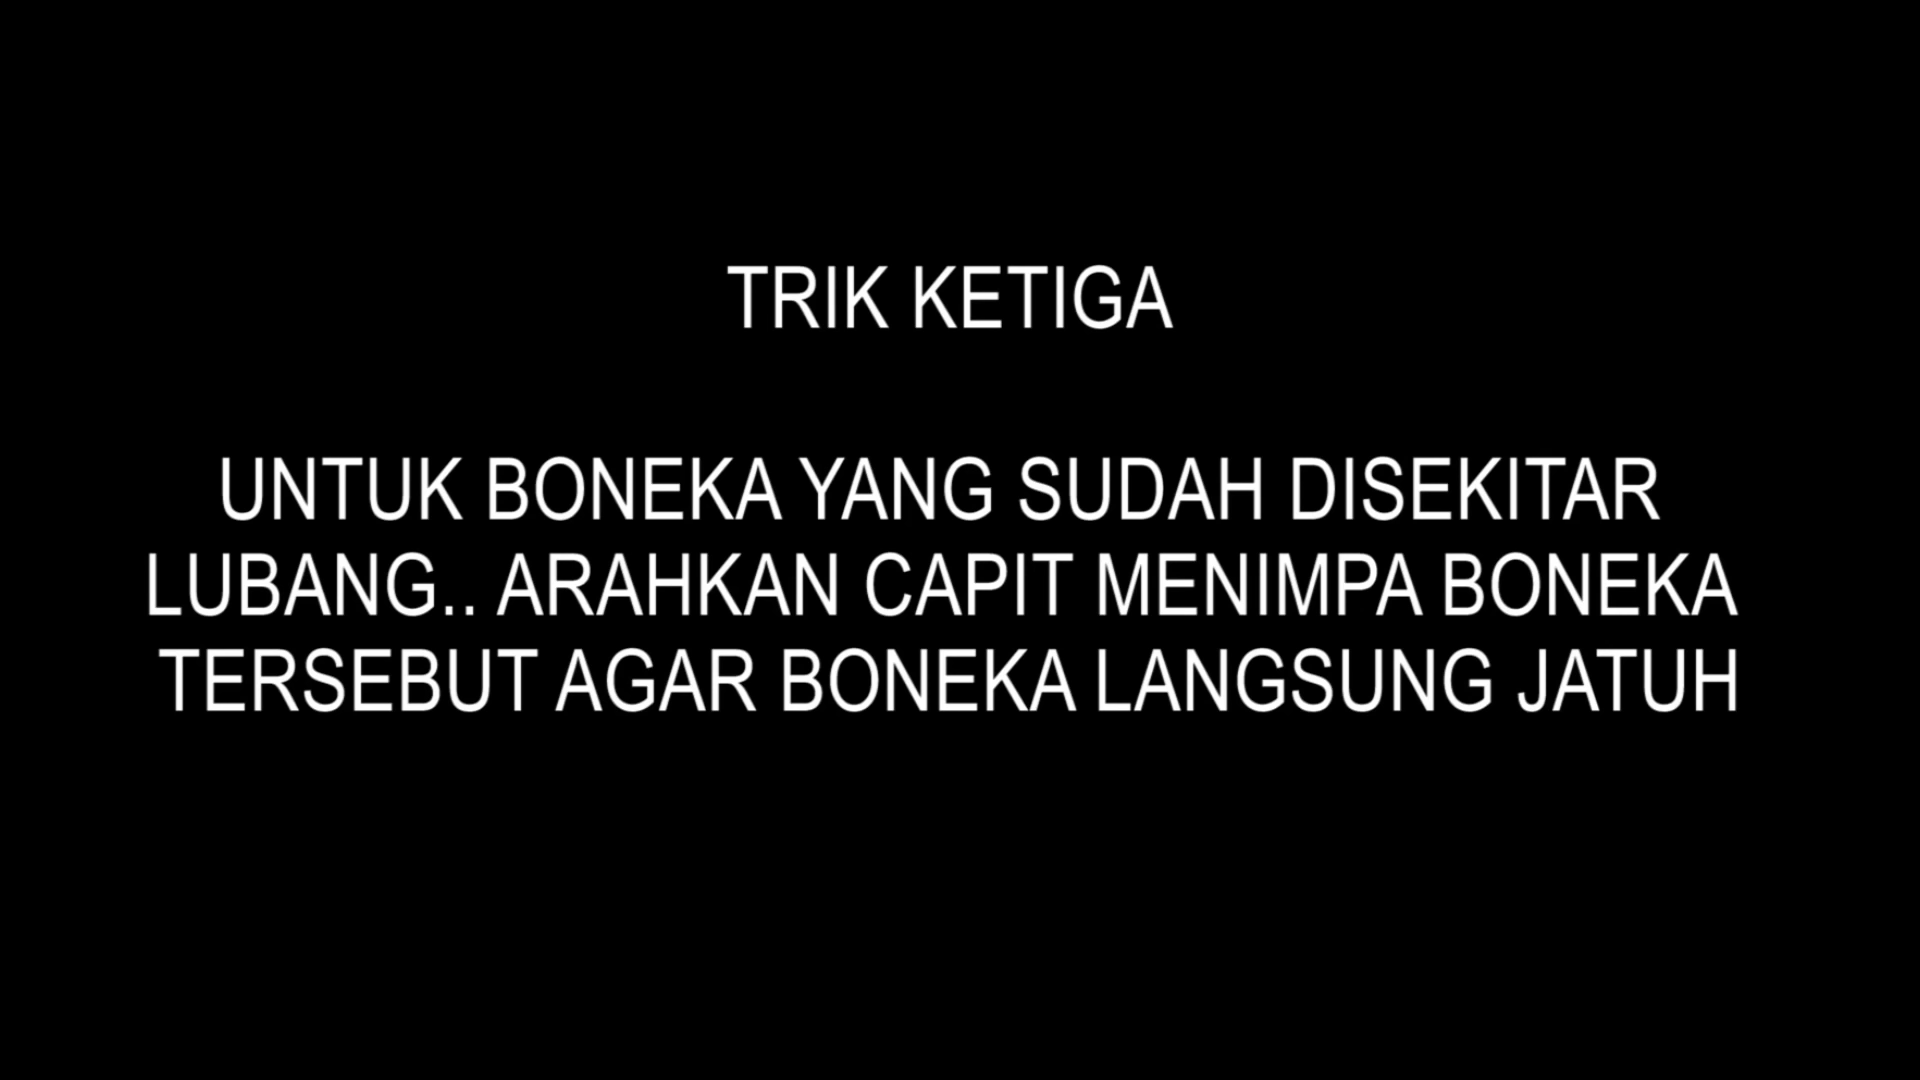 TRIK KETIGA
UNTUK BONEKA YANG SUDAH DISEKITAR
LUBANG.. ARAHKAN CAPIT MENIMPA BONEKA
TERSEBUT AGAR BONEKA LANGSUNG JATUH